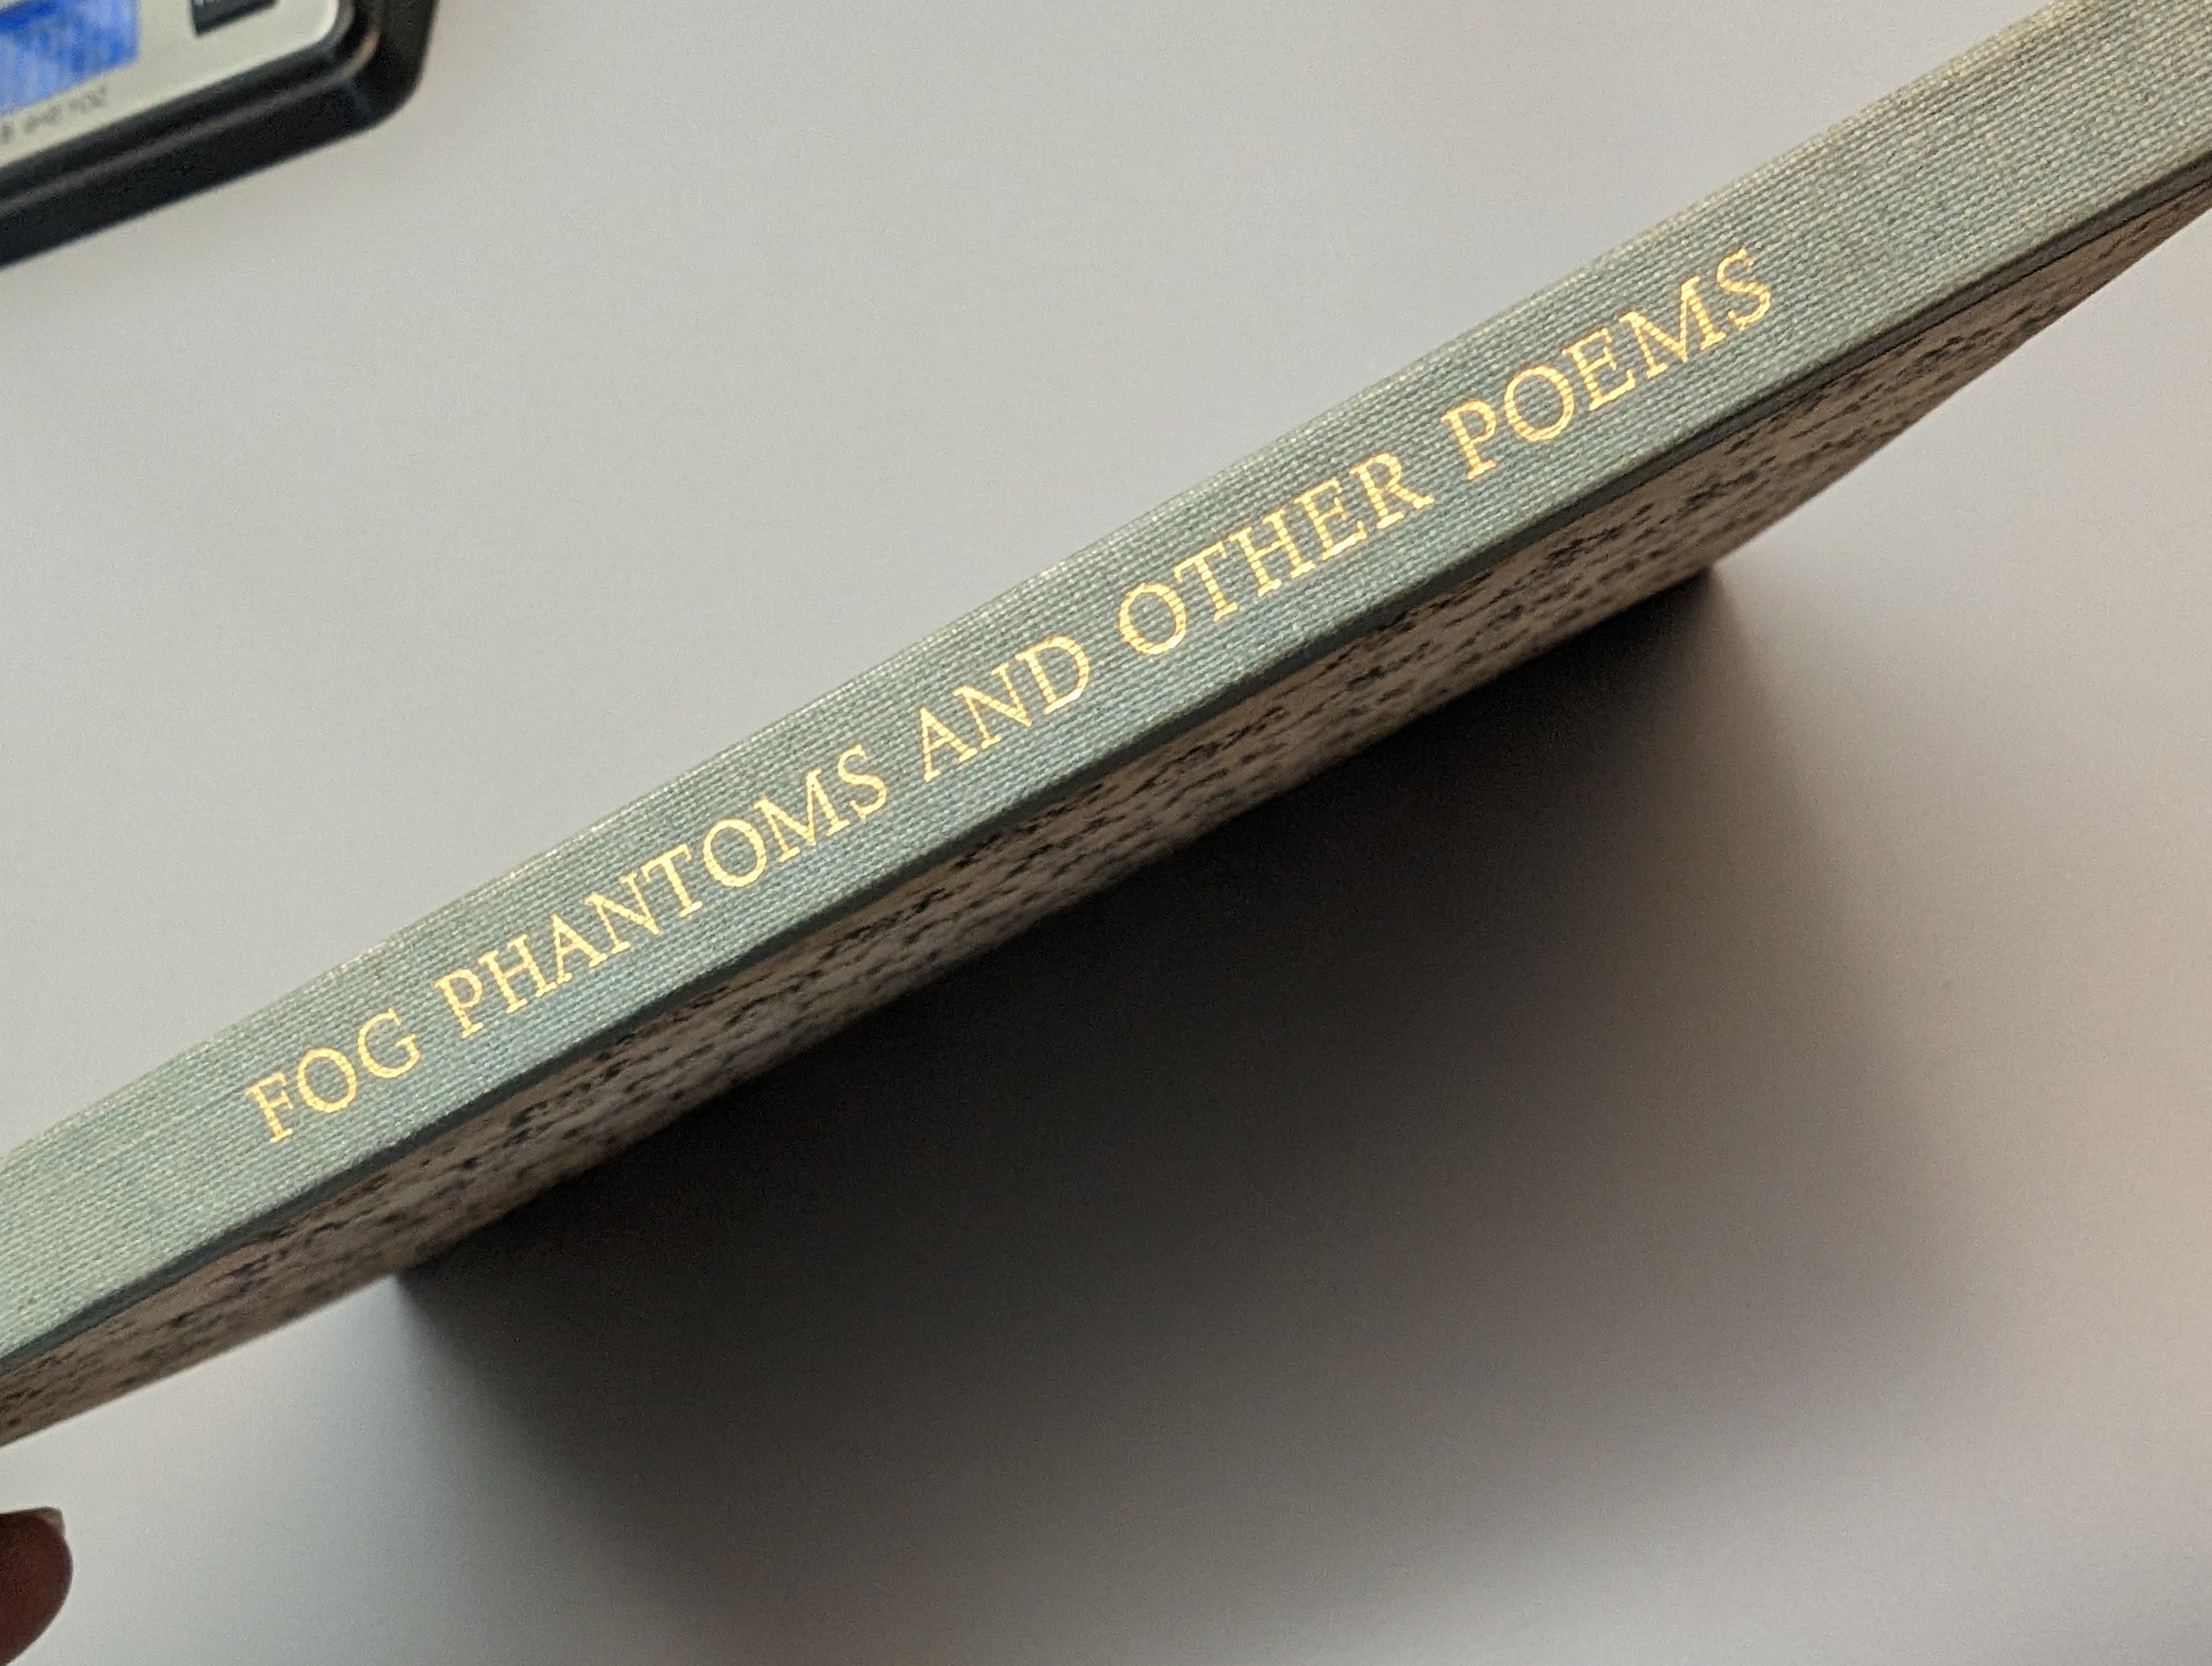 FOG PHANTOMS AND OTHER POEMS